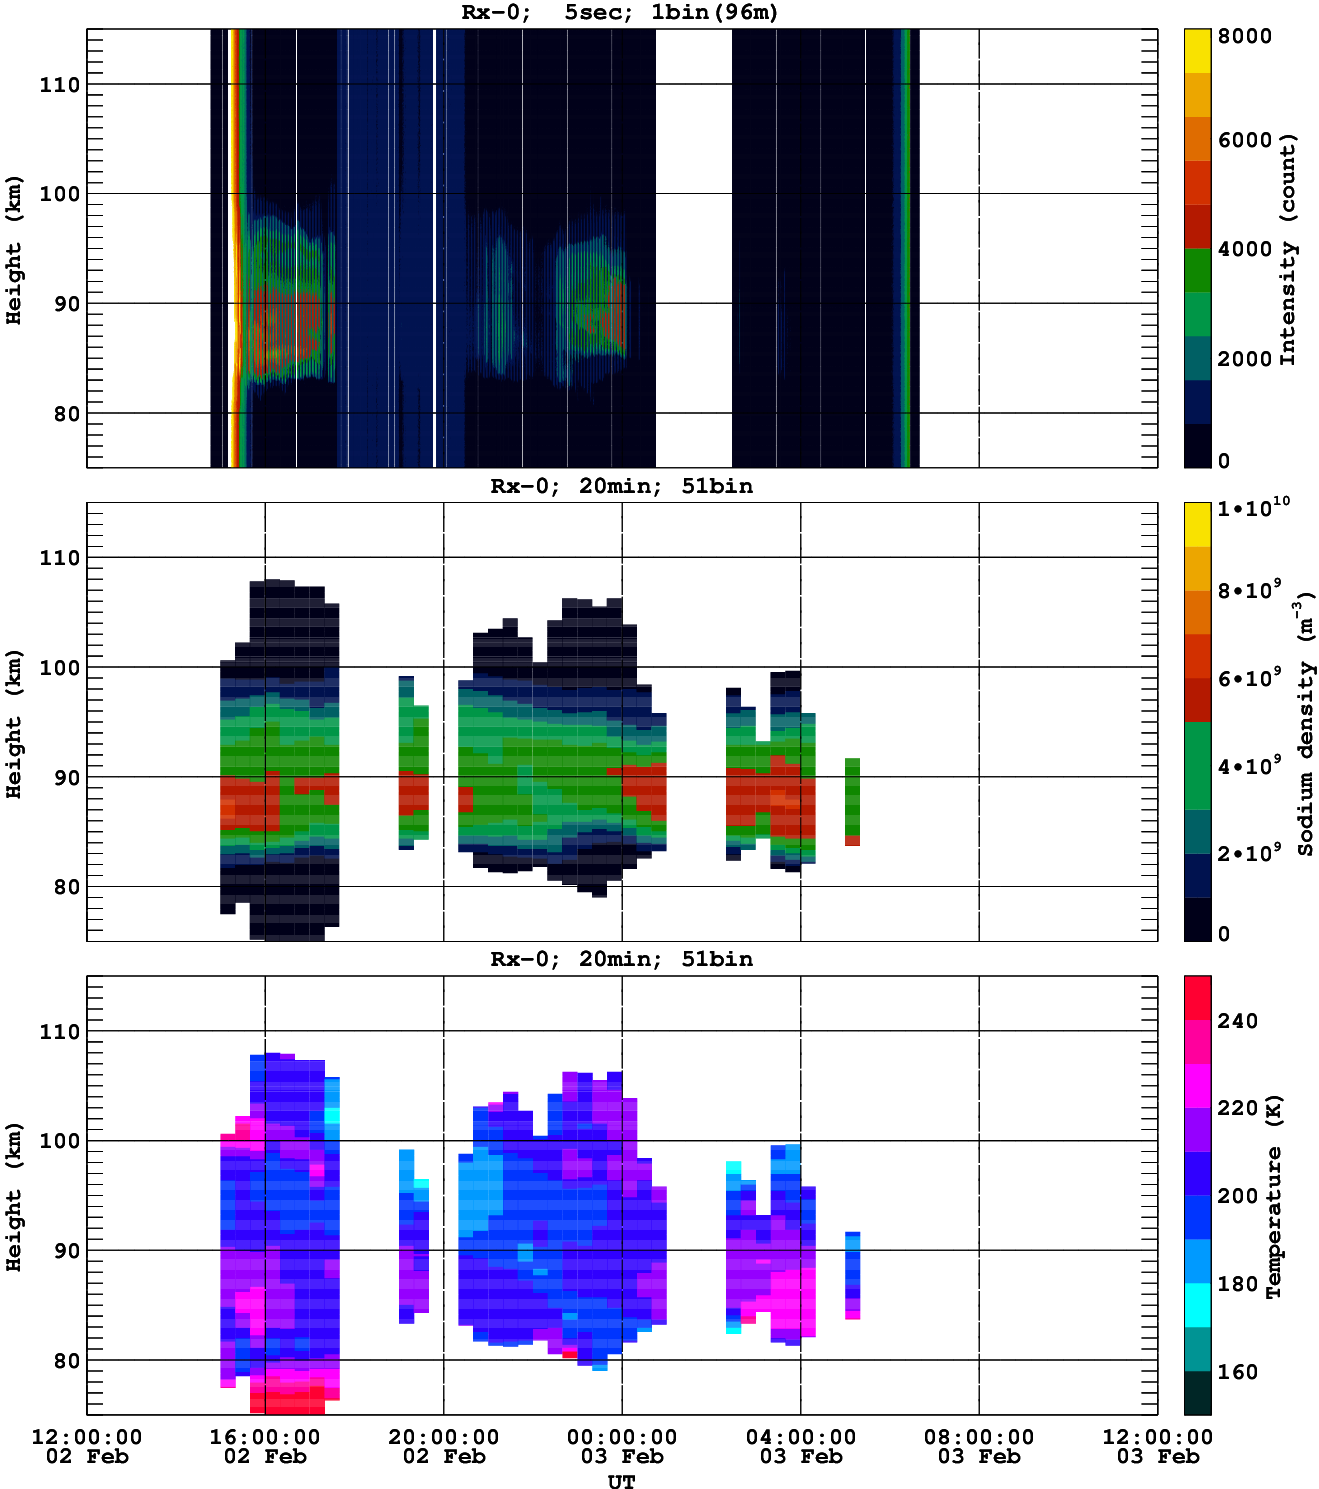 Rx-0;  5sec; 1bin(96m)
110
100
90
80
Height (km)
8000
6000
4000
2000
0
Intensity (count)
Rx-0; 20min; 51bin
110
100
90
80
Height (km)
1•10¹⁰
8•10⁹
6•10⁹
4•10⁹
2•10⁹
0
Sodium density (m⁻³)
Rx-0; 20min; 51bin
110
100
90
80
Height (km)
240
220
200
180
160
Temperature (K)
12:00:00 16:00:00 20:00:00 00:00:00 04:00:00 08:00:00 12:00:00
02 Feb 02 Feb 02 Feb 03 Feb 03 Feb 03 Feb 03 Feb
UT